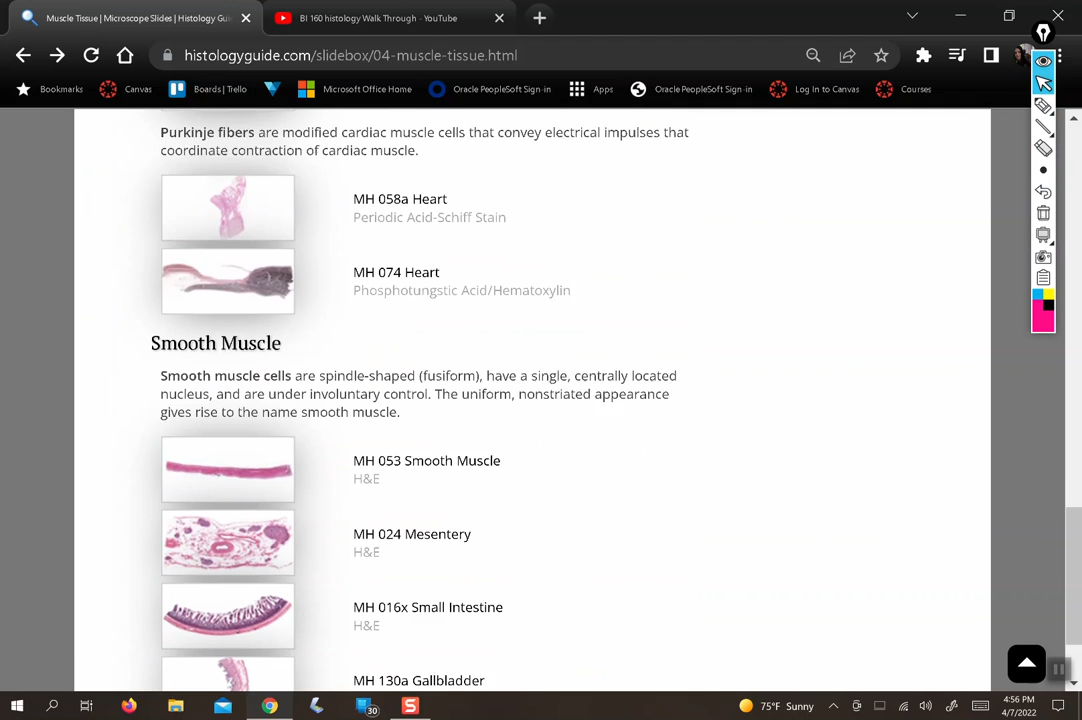 Muscle Tissue | Microscope Slides | Histology Gui
BI 160 histology Walk Through - YouTube
histologyguide.com/slidebox/04-muscle-tissue.html
Bookmarks
Canvas
Boards | Trello
Microsoft Office Home
Oracle PeopleSoft Sign-in
Apps
Oracle PeopleSoft Sign-in
Log In to Canvas
Courses
Purkinje fibers are modified cardiac muscle cells that convey electrical impulses that
coordinate contraction of cardiac muscle.
MH 058a Heart
Periodic Acid-Schiff Stain
MH 074 Heart
Phosphotungstic Acid/Hematoxylin
Smooth Muscle
Smooth muscle cells are spindle-shaped (fusiform), have a single, centrally located
nucleus, and are under involuntary control. The uniform, nonstriated appearance
gives rise to the name smooth muscle.
MH 053 Smooth Muscle
H&E
MH 024 Mesentery
H&E
MH 016x Small Intestine
H&E
MH 130a Gallbladder
30
S
75°F Sunny
4:56 PM
4/7/2022